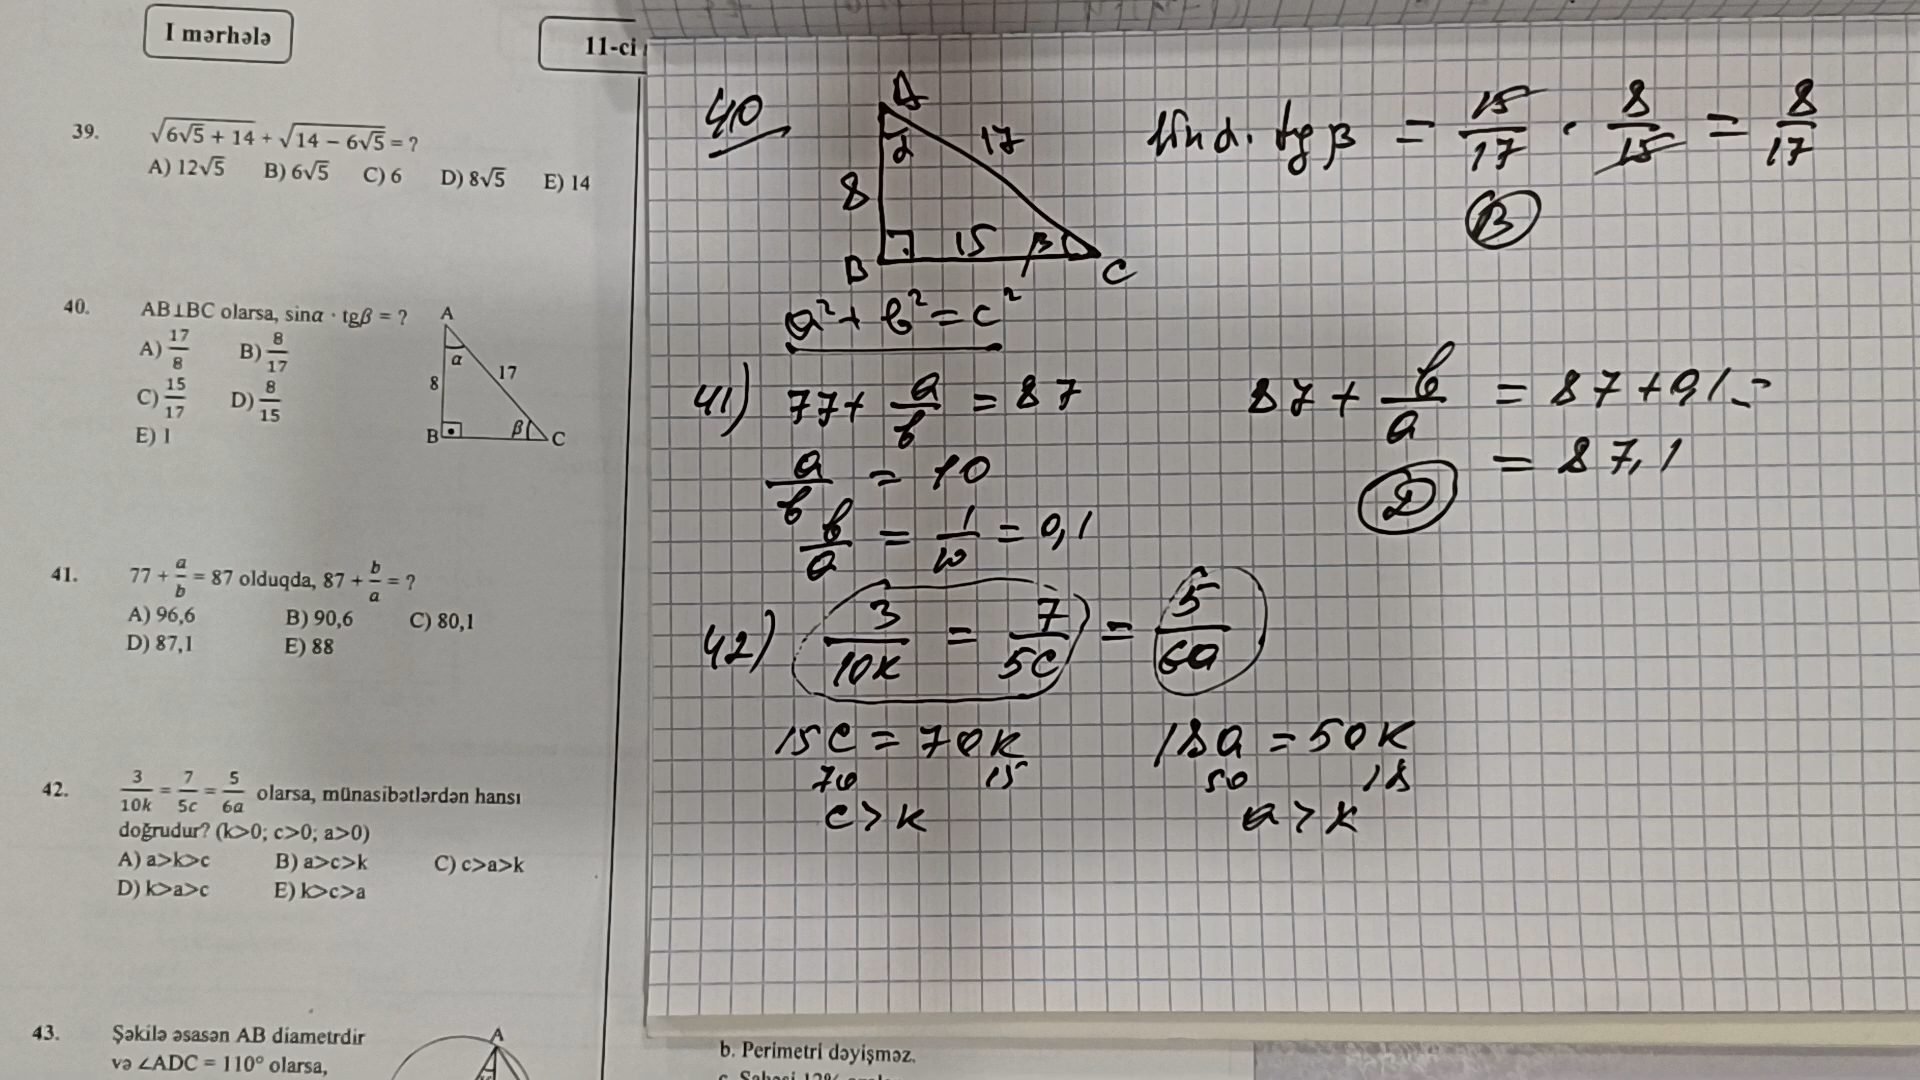 I mərhələ
11-ci
39. √(6√5 + 14) + √(14 − 6√5) = ?
A) 12√5 B) 6√5 C) 6 D) 8√5 E) 14
40. AB⊥BC olarsa, sinα · tgβ = ?
A) 17/8 B) 8/17
C) 15/17 D) 8/15
E) 1
A
α
8
17
B
β
C
41. 77 + a/b = 87 olduqda, 87 + b/a = ?
A) 96,6 B) 90,6 C) 80,1
D) 87,1 E) 88
42. 3/10k = 7/5c = 5/6a olarsa, münasibətlərdən hansı
doğrudur? (k>0; c>0; a>0)
A) a>k>c B) a>c>k C) c>a>k
D) k>a>c E) k>c>a
43. Şəkilə əsasən AB diametrdir
və ∠ADC = 110° olarsa,
A
40
A
α
17
8
15
β
B
C
sin α · tg β = 15/17 · 8/15 = 8/17
B
a² + b² = c²
41) 77 + a/b = 87
a/b = 10
b/a = 1/10 = 0,1
87 + b/a = 87 + 0,1 =
= 87,1
D
42) 3/10k = 7/5c = 5/6a
15c = 70k
70 15
c > k
18a = 50k
50 18
a > k
b. Perimetri dəyişməz.